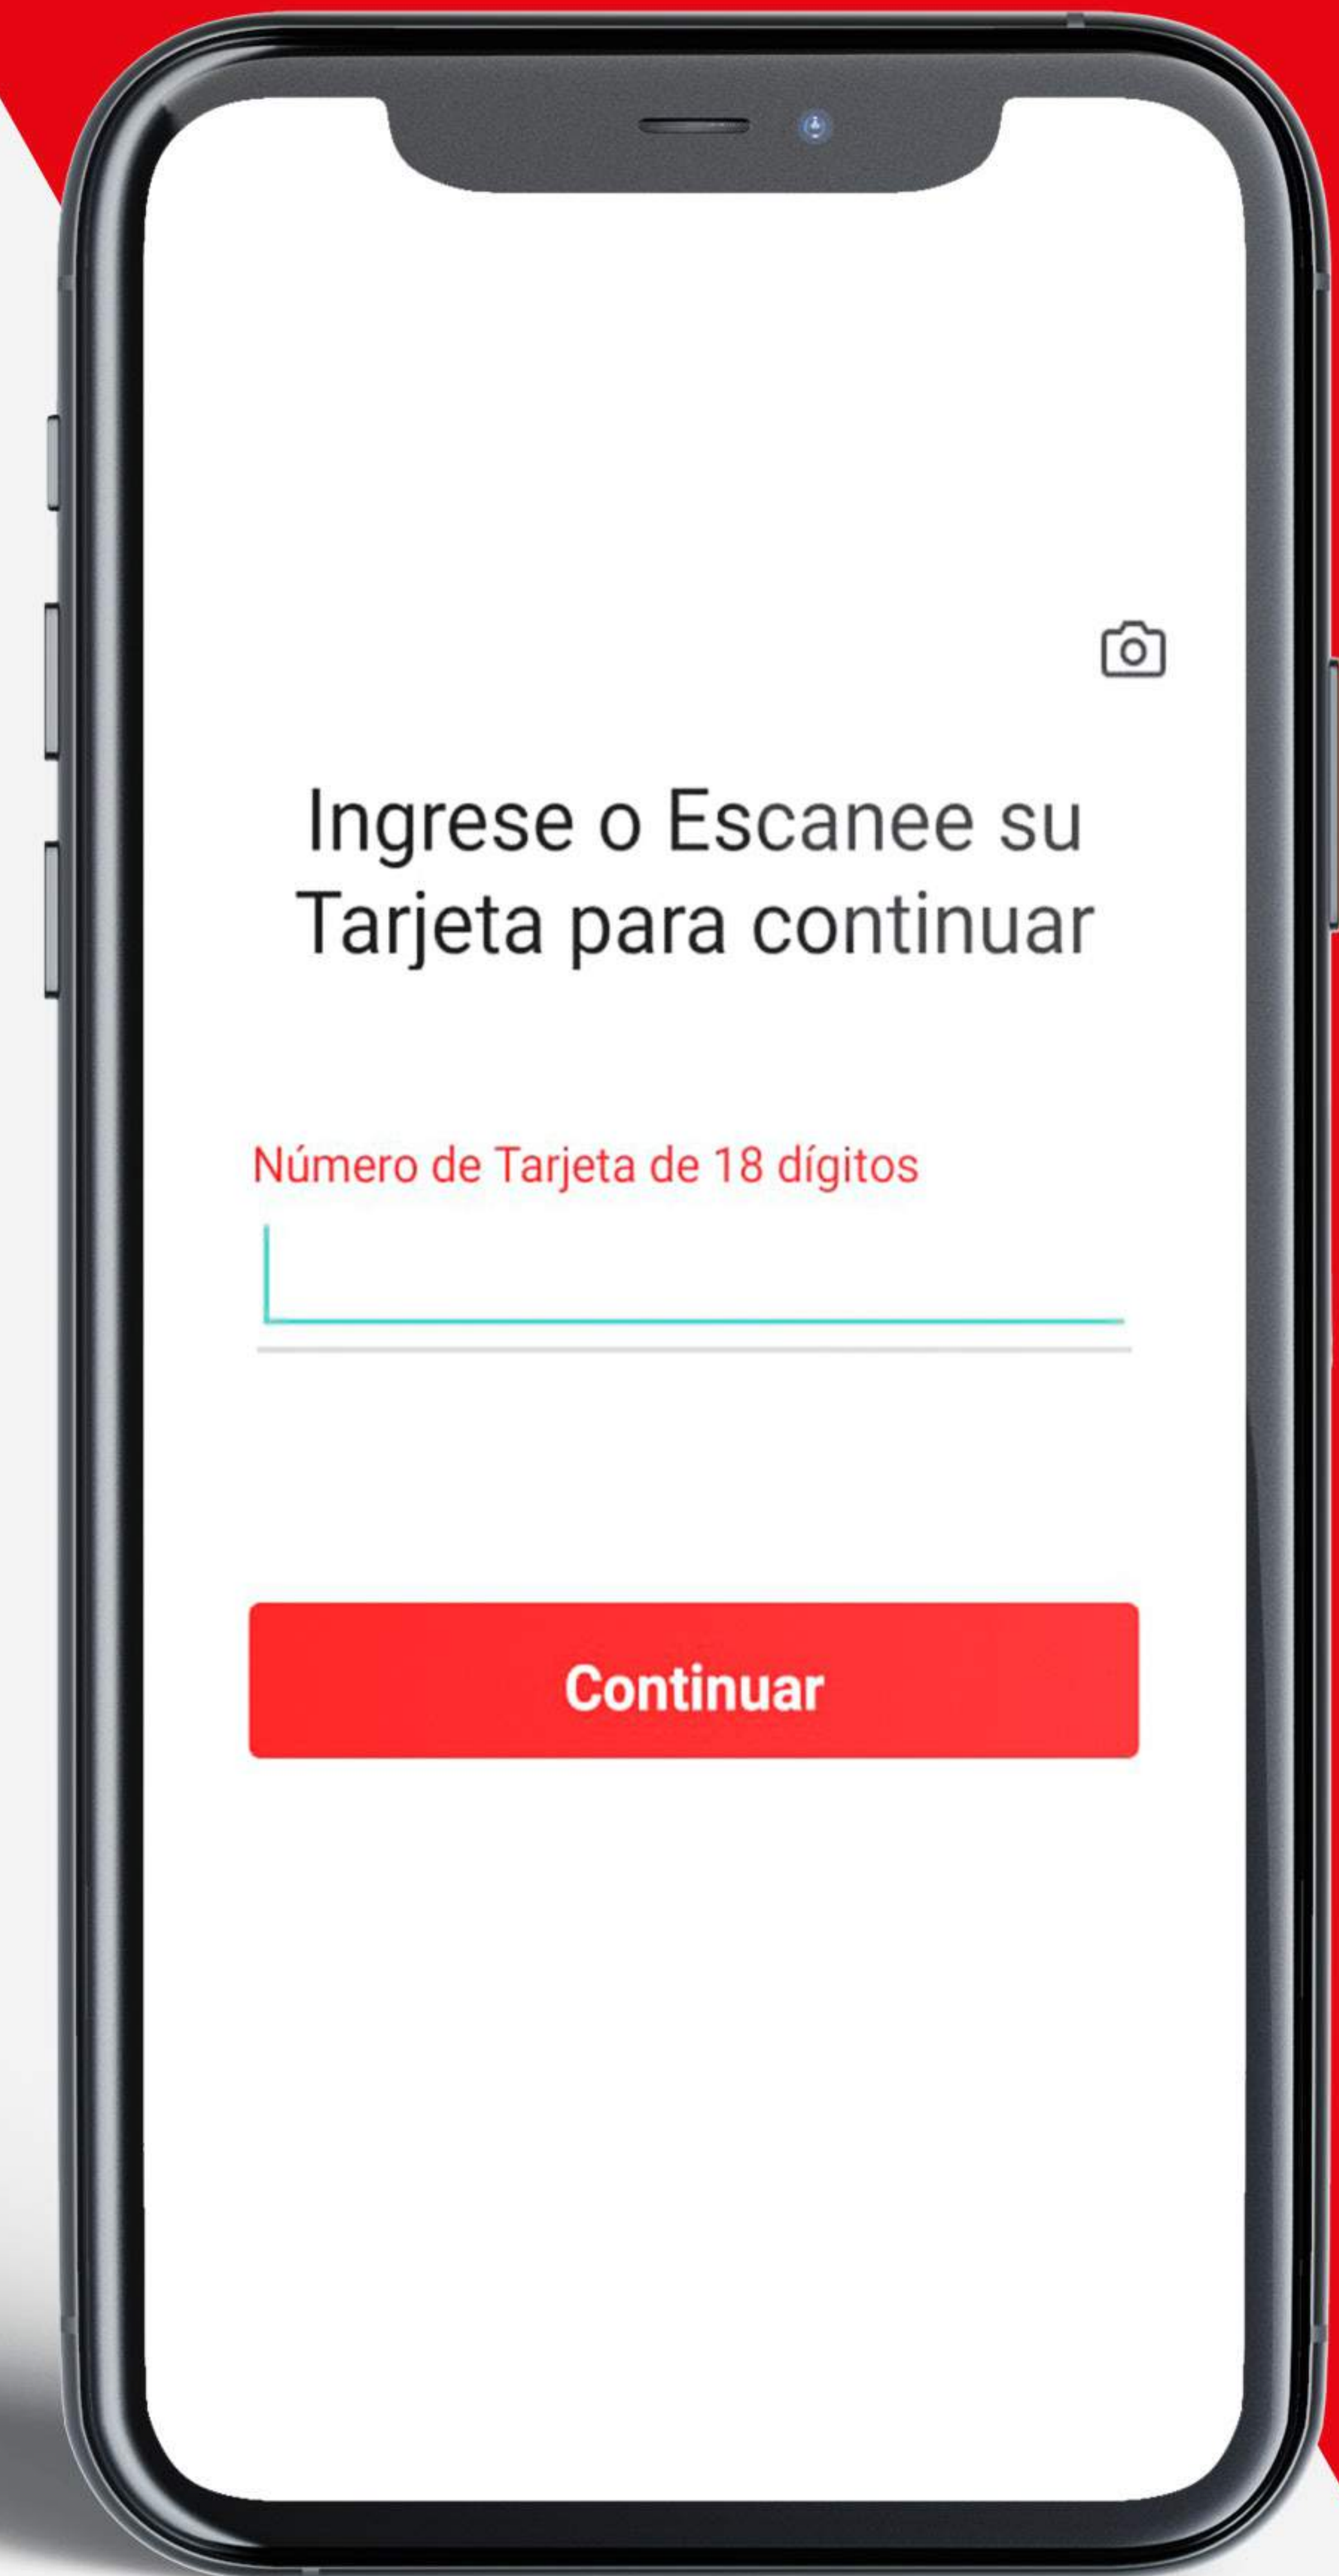 Ingrese o Escanee su
Tarjeta para continuar
Número de Tarjeta de 18 dígitos
Continuar